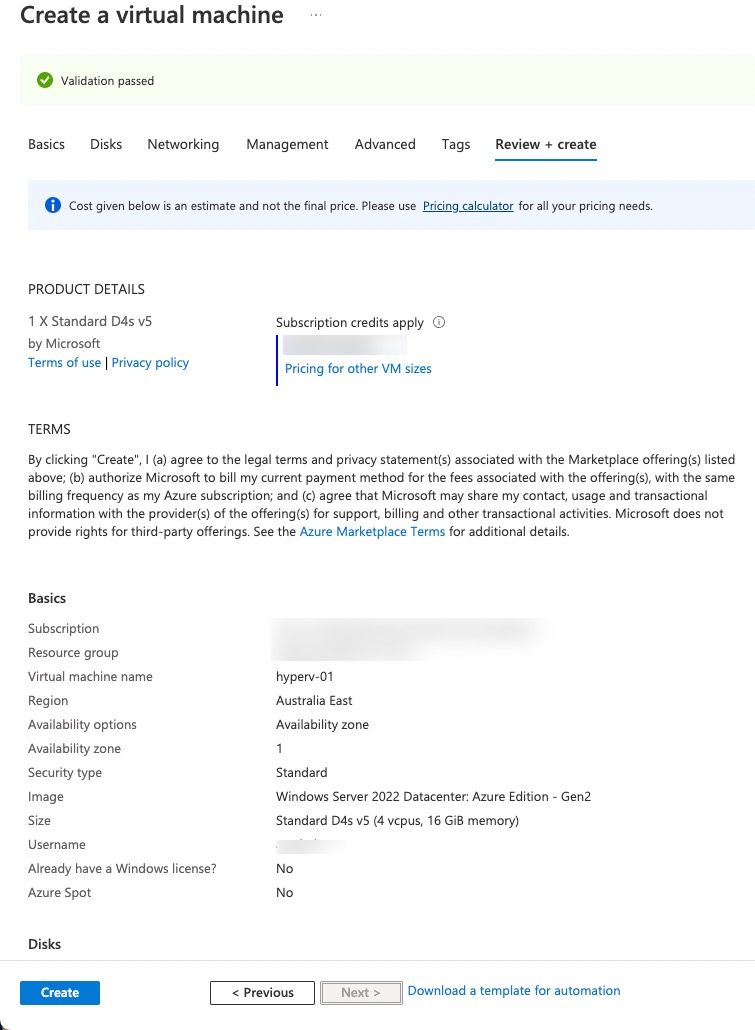 Create a virtual machine ...
Validation passed
Basics Disks Networking Management Advanced Tags Review + create
Cost given below is an estimate and not the final price. Please use Pricing calculator for all your pricing needs.
PRODUCT DETAILS
1 X Standard D4s v5
by Microsoft
Terms of use | Privacy policy
Subscription credits apply
Pricing for other VM sizes
TERMS
By clicking "Create", I (a) agree to the legal terms and privacy statement(s) associated with the Marketplace offering(s) listed
above; (b) authorize Microsoft to bill my current payment method for the fees associated with the offering(s), with the same
billing frequency as my Azure subscription; and (c) agree that Microsoft may share my contact, usage and transactional
information with the provider(s) of the offering(s) for support, billing and other transactional activities. Microsoft does not
provide rights for third-party offerings. See the Azure Marketplace Terms for additional details.
Basics
Subscription
Resource group
Virtual machine name hyperv-01
Region Australia East
Availability options Availability zone
Availability zone 1
Security type Standard
Image Windows Server 2022 Datacenter: Azure Edition - Gen2
Size Standard D4s v5 (4 vcpus, 16 GiB memory)
Username
Already have a Windows license? No
Azure Spot No
Disks
Create < Previous Next > Download a template for automation